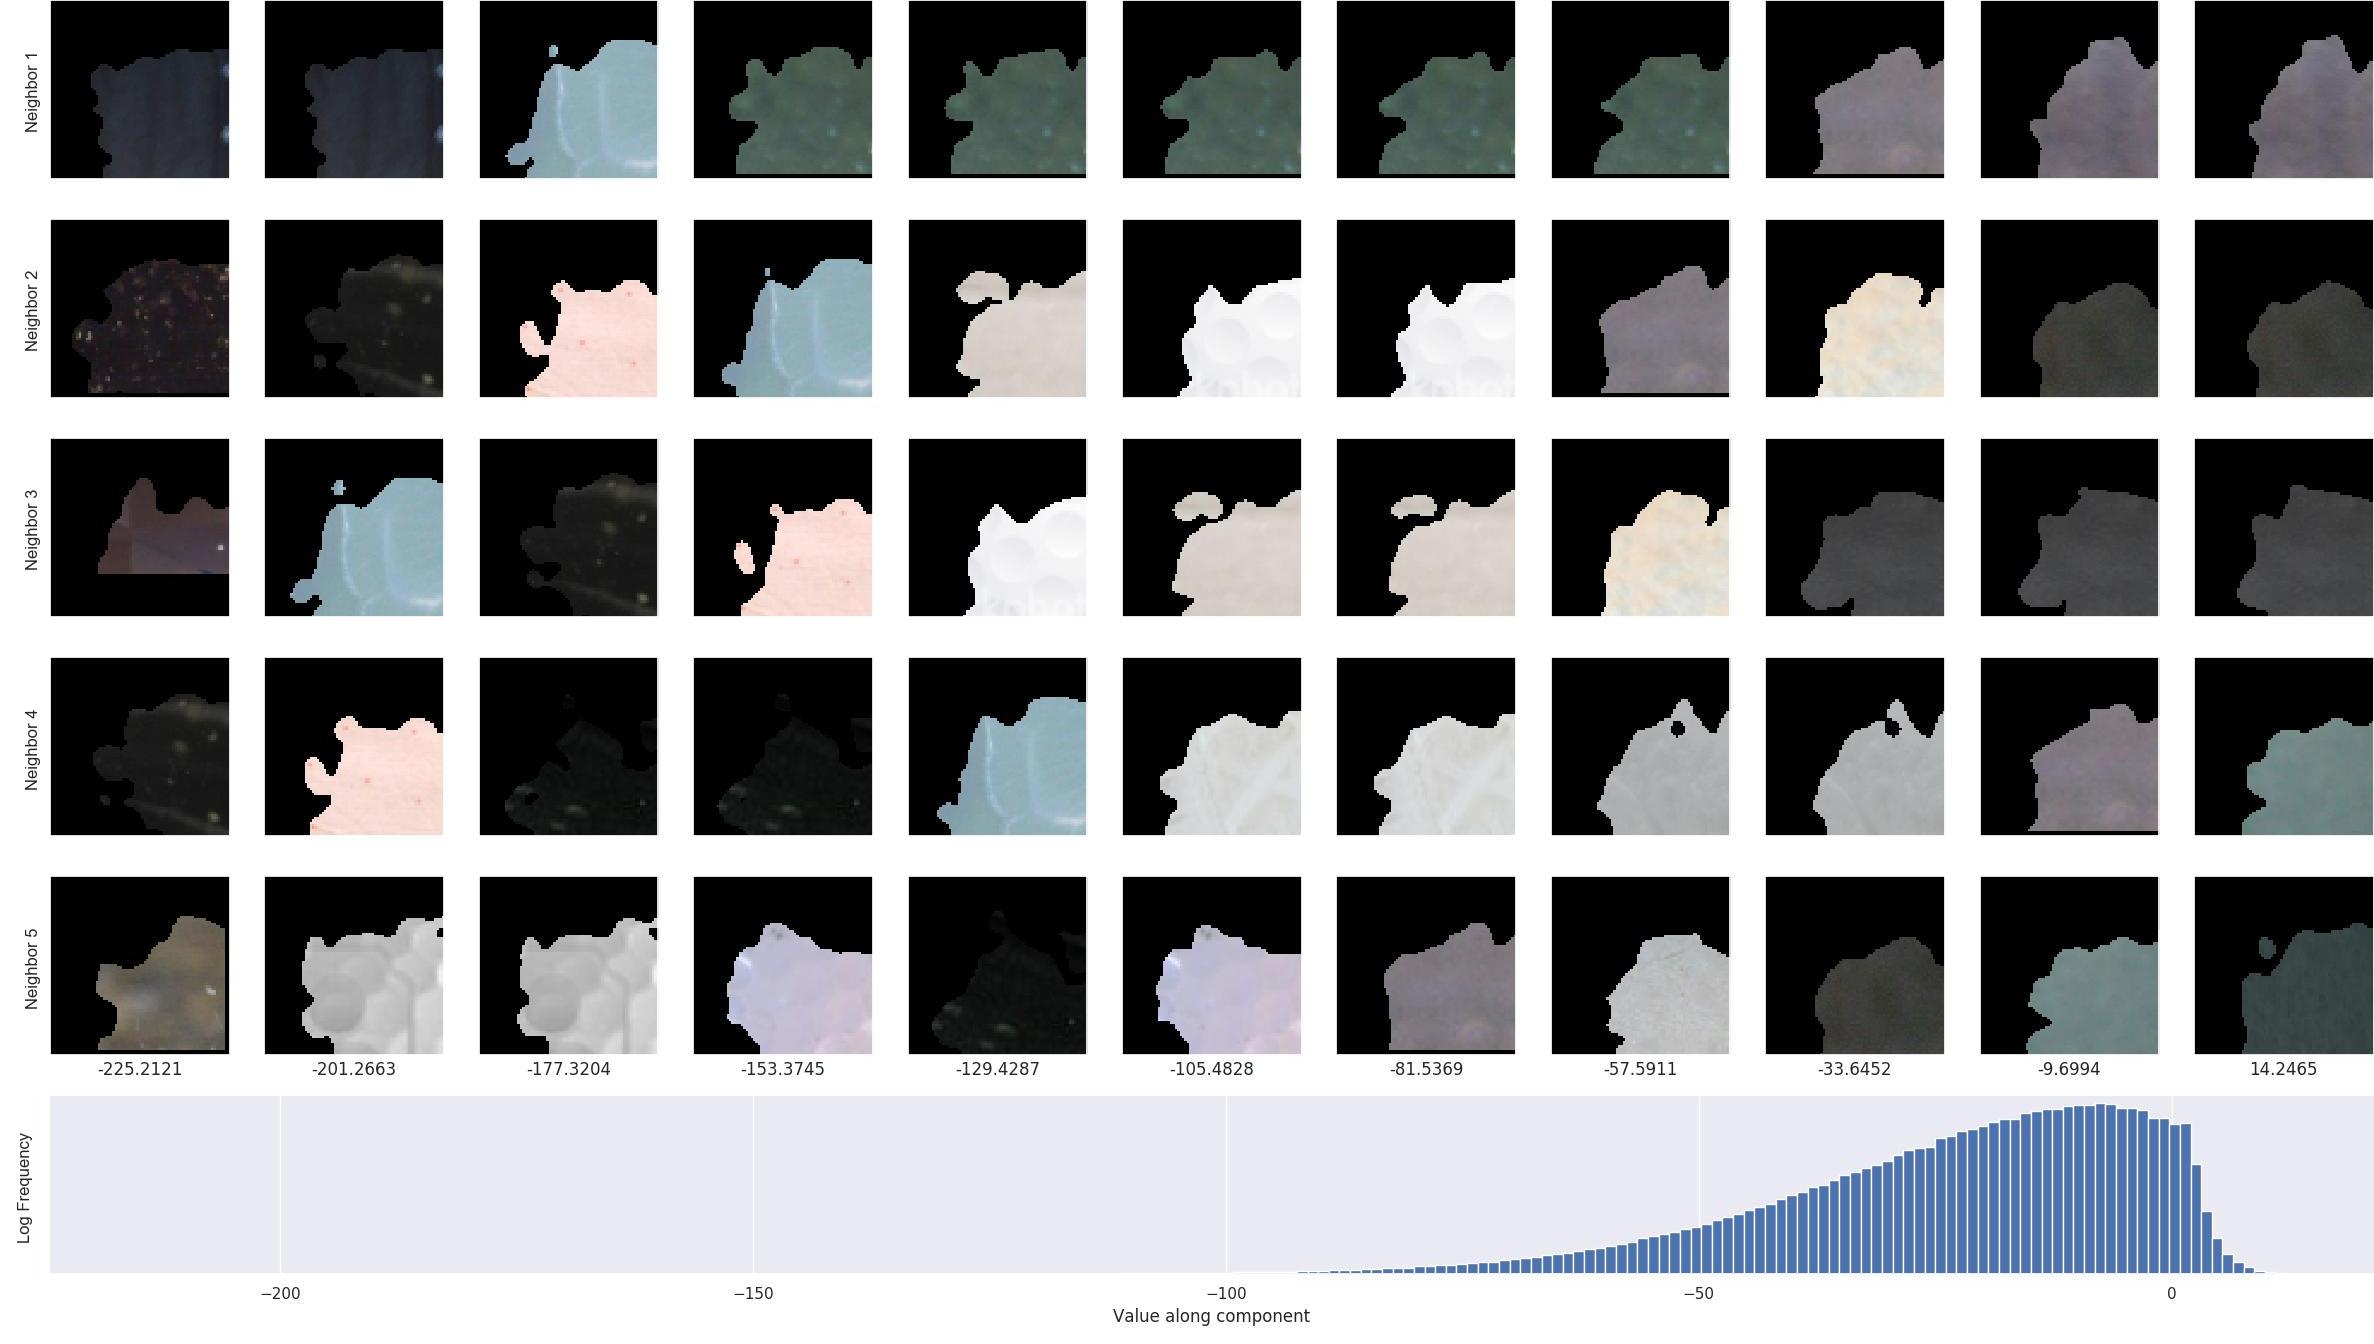 Neighbor 1
Neighbor 2
Neighbor 3
Neighbor 4
Neighbor 5
-225.2121 -201.2663 -177.3204 -153.3745 -129.4287 -105.4828 -81.5369 -57.5911 -33.6452 -9.6994 14.2465
Log Frequency
−200 −150 −100 −50 0
Value along component